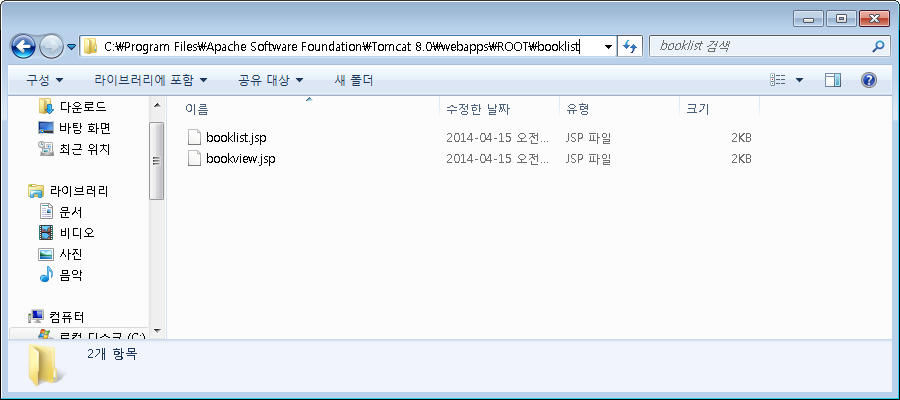 C:₩Program Files₩Apache Software Foundation₩Tomcat 8.0₩webapps₩ROOT₩booklist
booklist 검색
구성 라이브러리에 포함 공유 대상 새 폴더
다운로드
바탕 화면
최근 위치
라이브러리
문서
비디오
사진
음악
컴퓨터
로컬 디스크 (C:)
이름 수정한 날짜 유형 크기
booklist.jsp 2014-04-15 오전... JSP 파일 2KB
bookview.jsp 2014-04-15 오전... JSP 파일 2KB
2개 항목